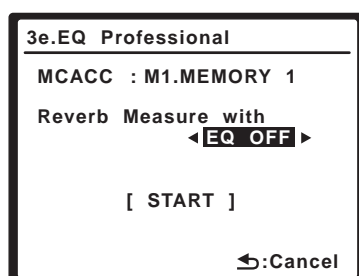 3e.EQ Professional
MCACC : M1.MEMORY 1
Reverb Measure with
EQ OFF
[ START ]
:Cancel